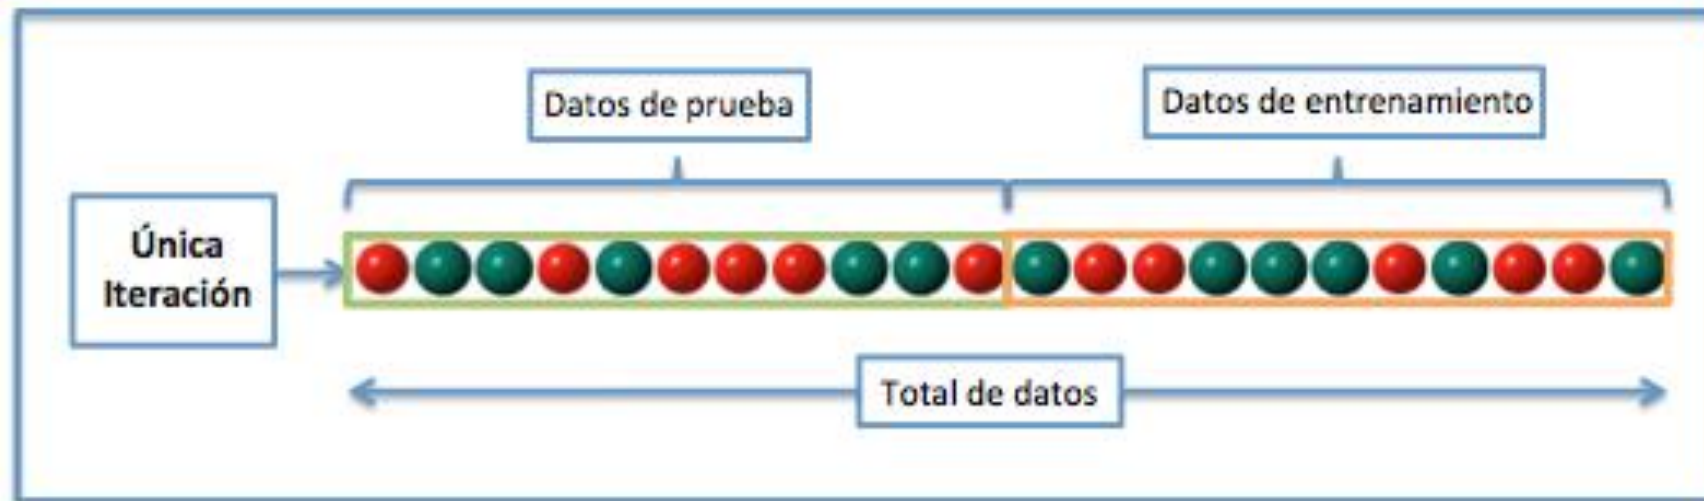 Datos de prueba
Datos de entrenamiento
Única
Iteración
Total de datos